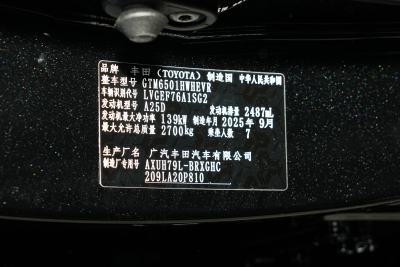 品牌 丰田 (TOYOTA) 制造国 中华人民共和国
整车型号 GTM6501HWHEVR
车辆识别代号 LVGEF76A1SG2
发动机型号 A25D 发动机排量 2487mL
发动机最大净功率 139kW 制造年月 2025年9月
最大允许总质量 2700kg 乘坐人数 7
广汽丰田汽车有限公司
制造厂专用号 AXUH79L-BRXGHC
209LA20P810